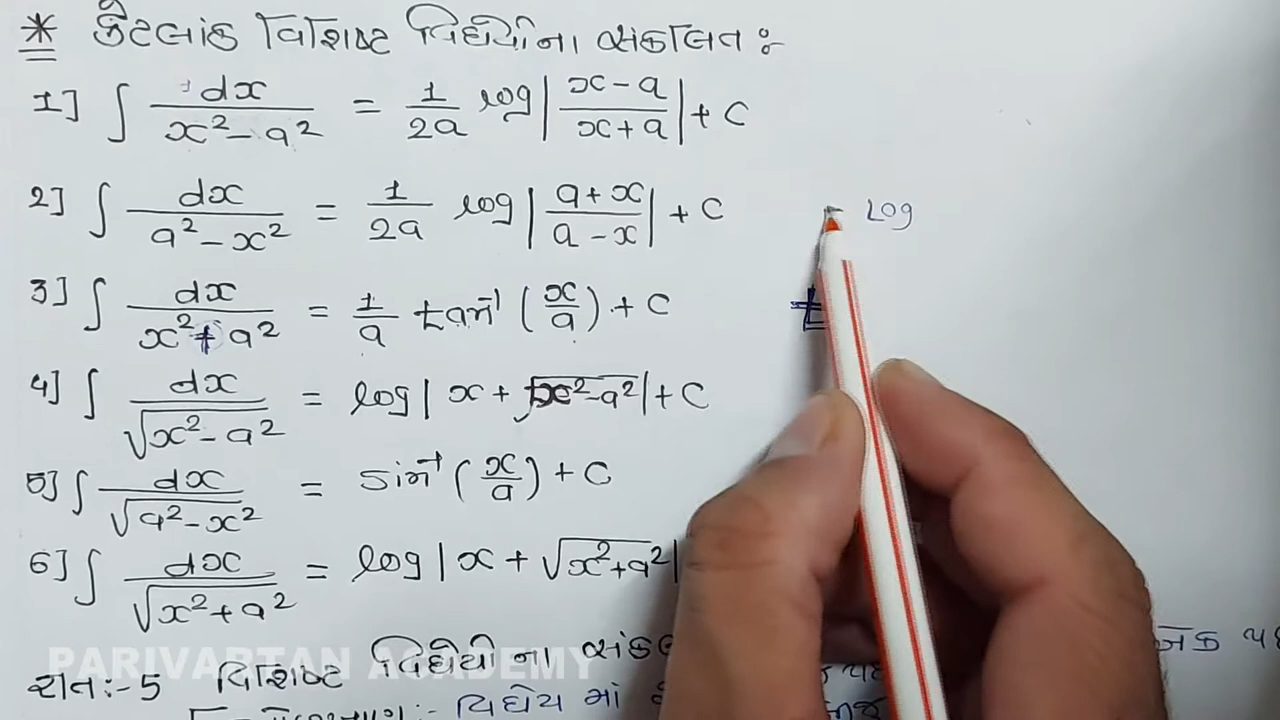 * કેટલાંક વિશિષ્ટ વિધેયોના સંકલિત :-
1] ∫ dx / (x² - a²) = 1/2a log |(x - a)/(x + a)| + C
2] ∫ dx / (a² - x²) = 1/2a log |(a + x)/(a - x)| + C - Log
3] ∫ dx / (x² + a²) = 1/a tan⁻¹ (x/a) + C
4] ∫ dx / √(x² - a²) = log | x + √(x² - a²) | + C
5] ∫ dx / √(a² - x²) = sin⁻¹ (x/a) + C
6] ∫ dx / √(x² + a²) = log | x + √(x² + a²) |
PARIVARTAN ACADEMY
રીત:- 5 વિશિષ્ટ વિધેયોના
વિધેય માં